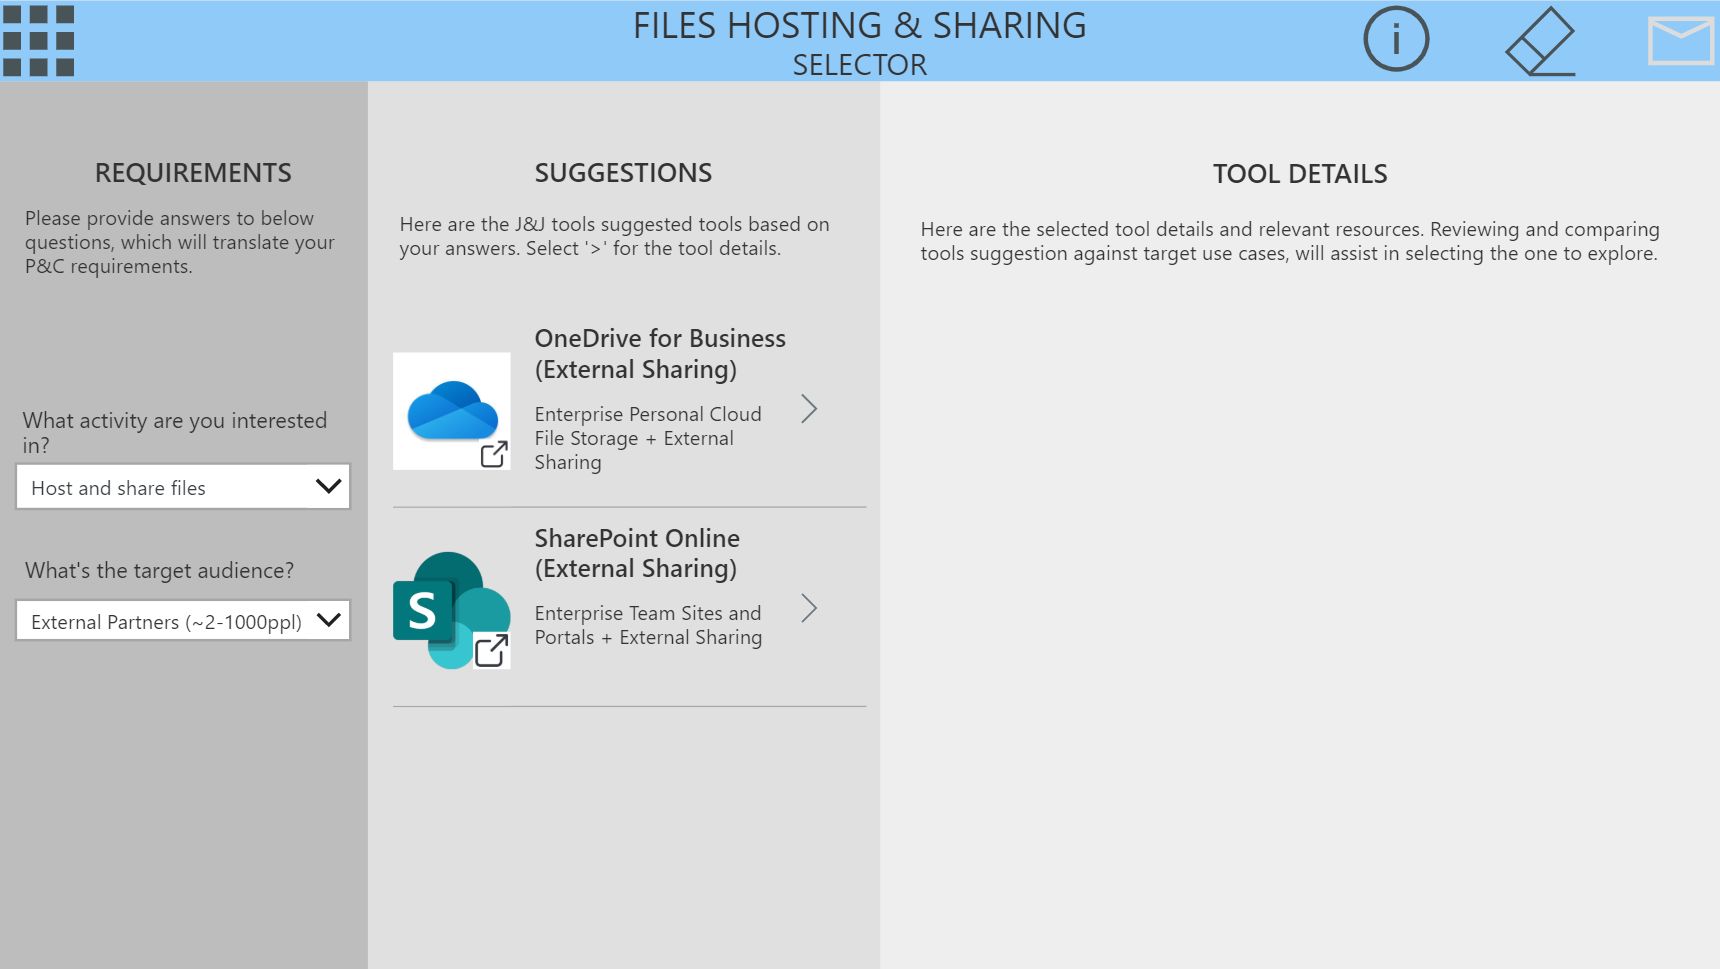 FILES HOSTING & SHARING
SELECTOR
i
REQUIREMENTS
Please provide answers to below
questions, which will translate your
P&C requirements.
What activity are you interested
in?
Host and share files
What's the target audience?
External Partners (~2-1000ppl)
SUGGESTIONS
Here are the J&J tools suggested tools based on
your answers. Select '>' for the tool details.
OneDrive for Business
(External Sharing)
Enterprise Personal Cloud
File Storage + External
Sharing
S
SharePoint Online
(External Sharing)
Enterprise Team Sites and
Portals + External Sharing
TOOL DETAILS
Here are the selected tool details and relevant resources. Reviewing and comparing
tools suggestion against target use cases, will assist in selecting the one to explore.